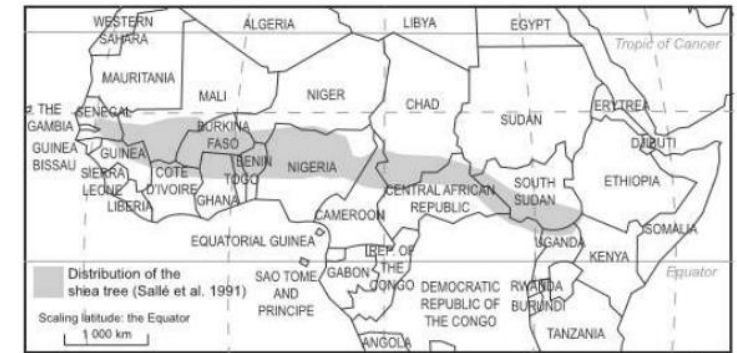 WESTERN
SAHARA
ALGERIA
LIBYA
EGYPT
Tropic of Cancer
MAURITANIA
MALI
NIGER
CHAD
SUDAN
ERYTREA
THE
GAMBIA
SENEGAL
BURKINA
FASO
DJIBUTI
GUINEA
BISSAU
GUINEA
BENIN
NIGERIA
SIERRA
LEONE
COTE
D'IVOIRE
TOGO
GHANA
LIBERIA
CENTRAL AFRICAN
REPUBLIC
SOUTH
SUDAN
ETHIOPIA
CAMEROON
SOMALIA
EQUATORIAL GUINEA
UGANDA
KENYA
REP. OF
THE
CONGO
GABON
Equator
Distribution of the
shea tree (Sallé et al. 1991)
SAO TOME
AND
PRINCIPE
DEMOCRATIC
REPUBLIC OF
THE CONGO
RWANDA
BURUNDI
Scaling latitude: the Equator
1 000 km
ANGOLA
TANZANIA